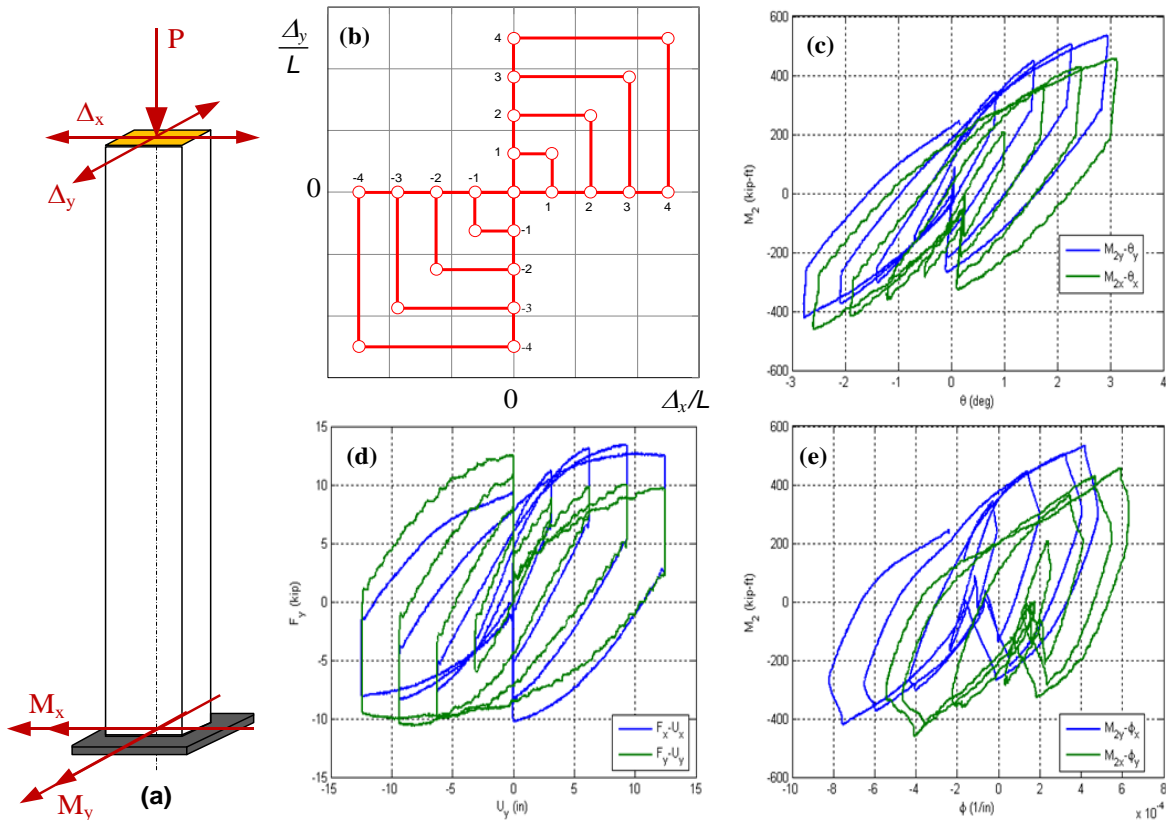 P
Δx
Δy
Mx
My
(a)
(b)
Δy
L
4
3
2
1
0
-4
-3
-2
-1
1
2
3
4
-1
-2
-3
-4
0
Δx/L
(c)
600
400
200
0
-200
-400
-600
M2 (kip-ft)
-3
-2
-1
0
1
2
3
4
θ (deg)
M2y-θy
M2x-θx
(d)
15
10
5
0
-5
-10
-15
Fy (kip)
-15
-10
-5
0
5
10
15
Uy (in)
Fx-Ux
Fy-Uy
(e)
600
400
200
0
-200
-400
-600
M2 (kip-ft)
-10
-8
-6
-4
-2
0
2
4
6
8
ϕ (1/in)
x 10-4
M2y-ϕx
M2x-ϕy